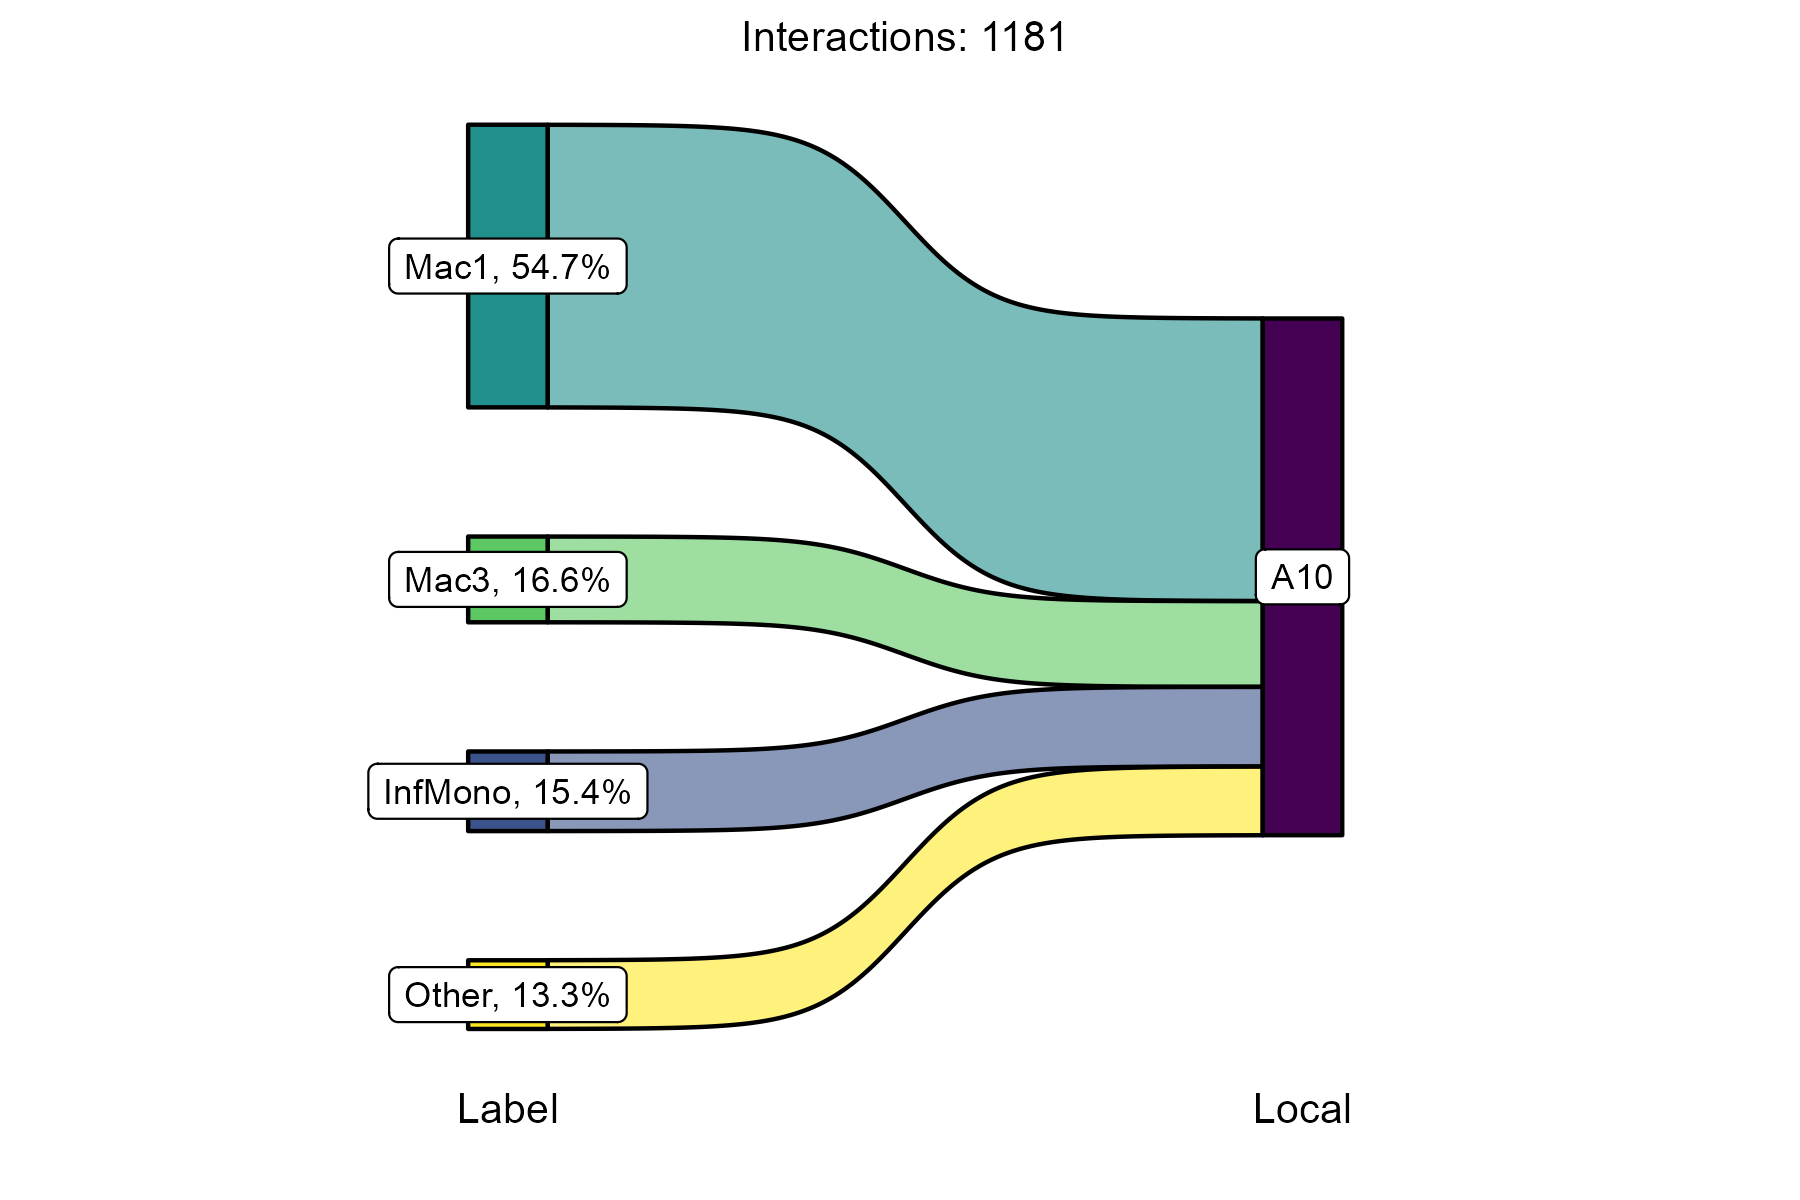 Interactions: 1181
Mac1, 54.7%
Mac3, 16.6%
A10
InfMono, 15.4%
Other, 13.3%
Label
Local